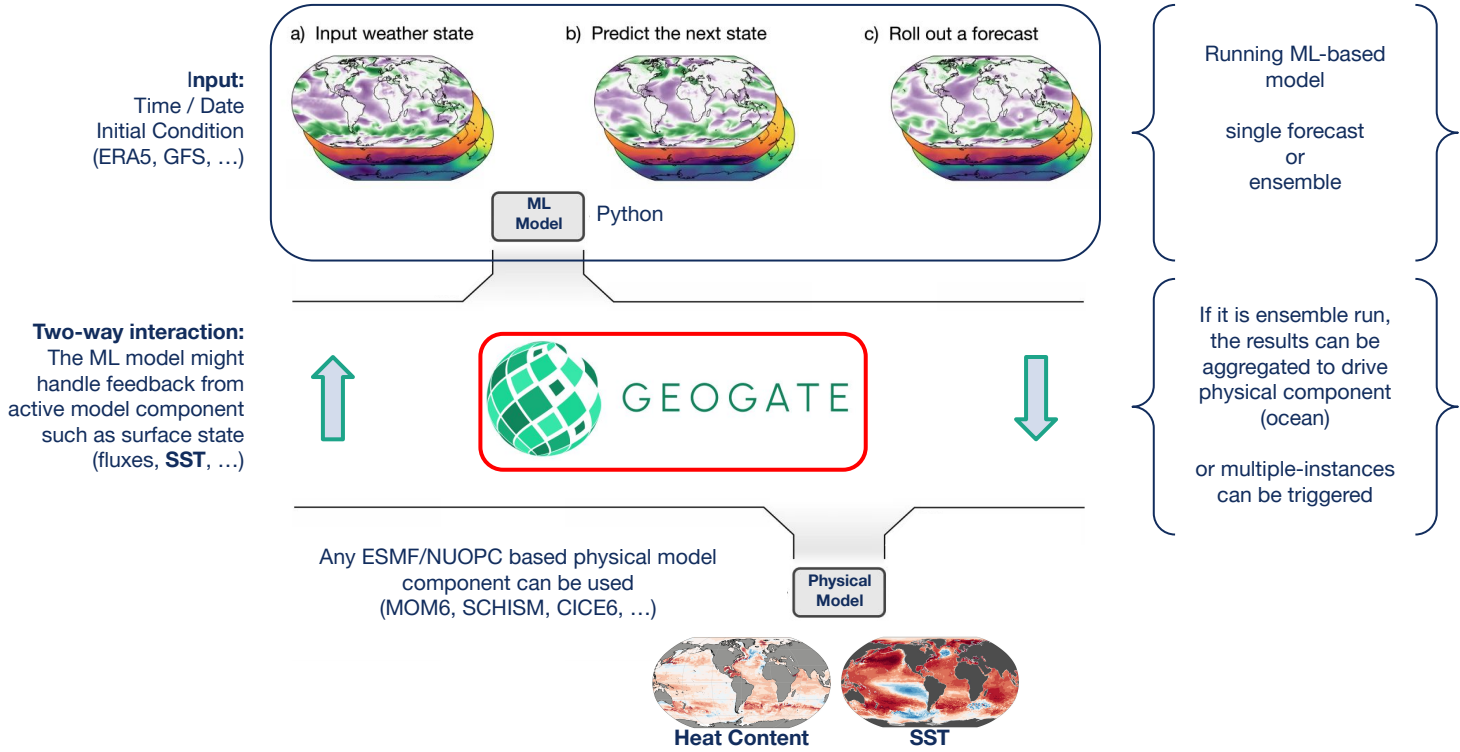 a) Input weather state
b) Predict the next state
c) Roll out a forecast
Input:
Time / Date
Initial Condition
(ERA5, GFS, …)
ML
Model
Python
Running ML-based
model
single forecast
or
ensemble
Two-way interaction:
The ML model might
handle feedback from
active model component
such as surface state
(fluxes, SST, …)
GEOGATE
If it is ensemble run,
the results can be
aggregated to drive
physical component
(ocean)
or multiple-instances
can be triggered
Any ESMF/NUOPC based physical model
component can be used
(MOM6, SCHISM, CICE6, …)
Physical
Model
Heat Content
SST